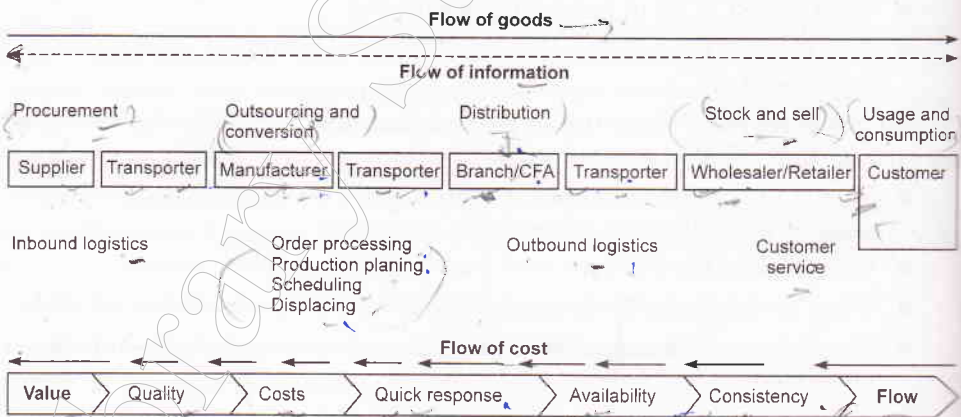 Flow of goods
Flow of information
Procurement
Outsourcing and
conversion
Distribution
Stock and sell
Usage and
consumption
Supplier
Transporter
Manufacturer
Transporter
Branch/CFA
Transporter
Wholesaler/Retailer
Customer
Inbound logistics
Order processing
Production planing
Scheduling
Displacing
Outbound logistics
Customer
service
Flow of cost
Value
Quality
Costs
Quick response
Availability
Consistency
Flow